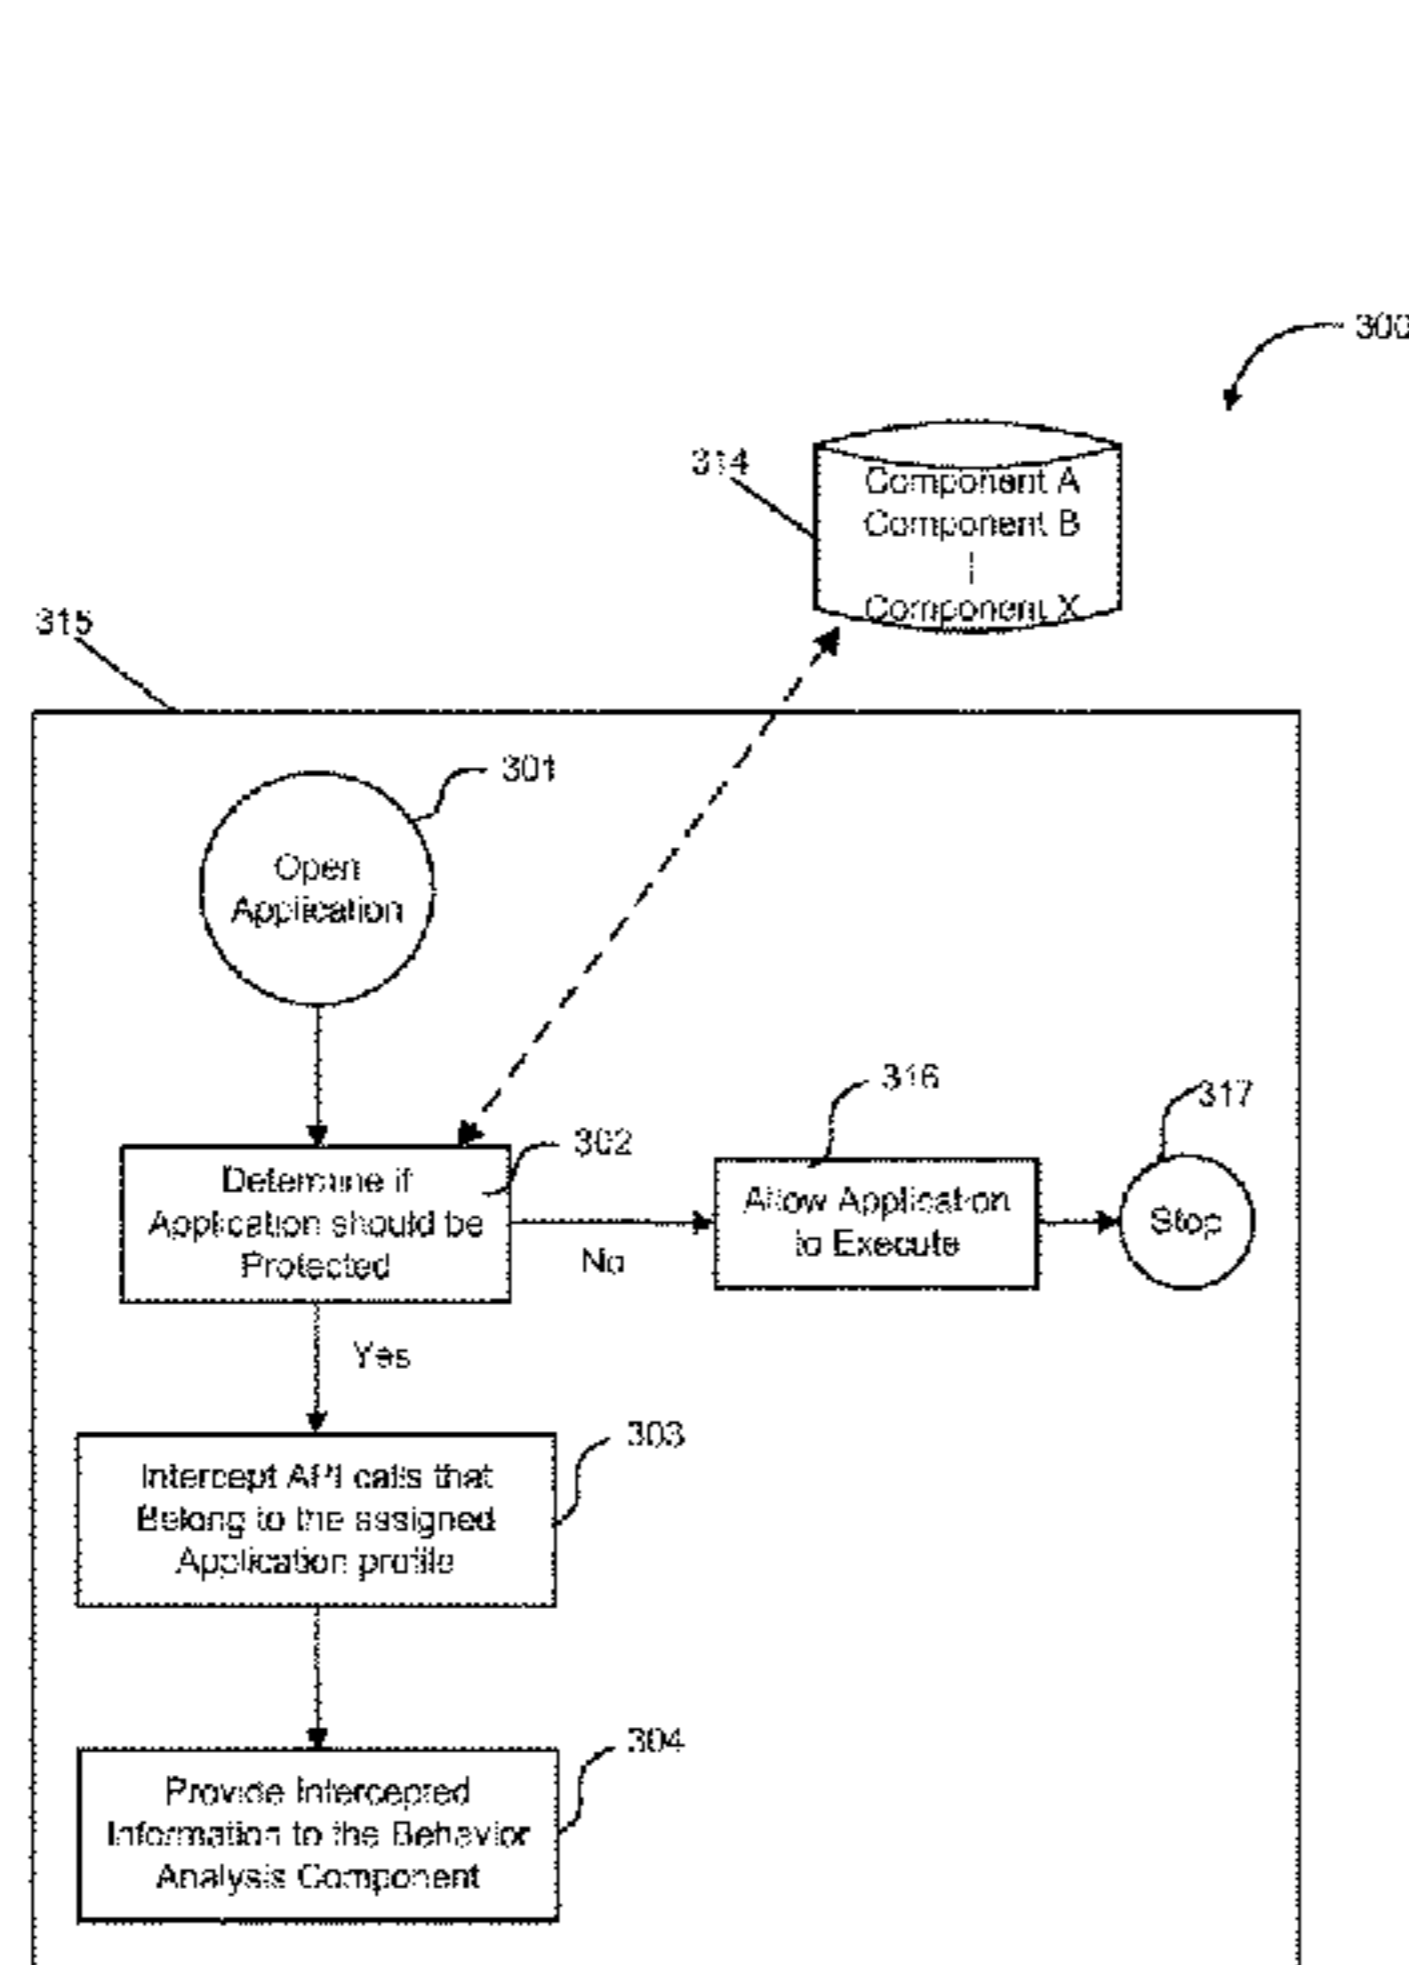 300
314
Component A
Component B
Component X
315
301
Open
Application
316
317
302
Determine if
Application should be
Protected
Allow Application
to Execute
Stop
No
Yes
303
Intercept API calls that
Belong to the assigned
Application profile
304
Provide Intercepted
Information to the Behavior
Analysis Component